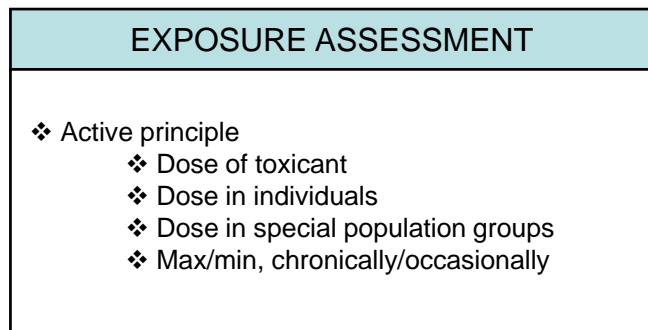 EXPOSURE ASSESSMENT
❖ Active principle
❖ Dose of toxicant
❖ Dose in individuals
❖ Dose in special population groups
❖ Max/min, chronically/occasionally